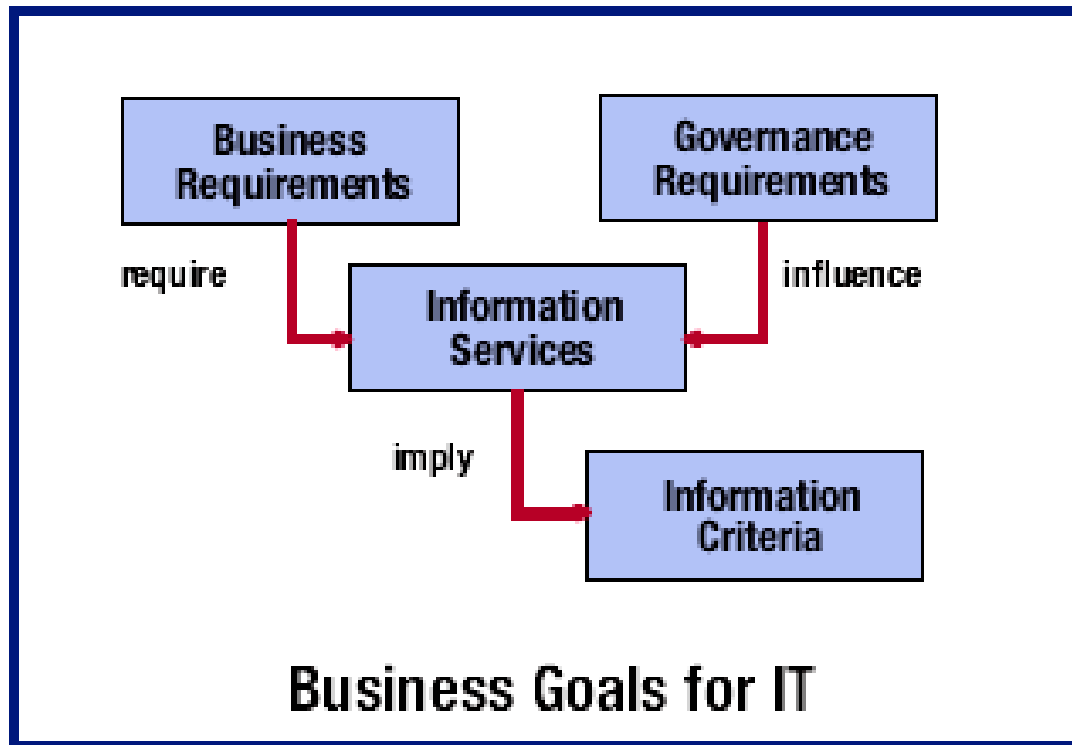 Business
Requirements
Governance
Requirements
require
influence
Information
Services
imply
Information
Criteria
Business Goals for IT